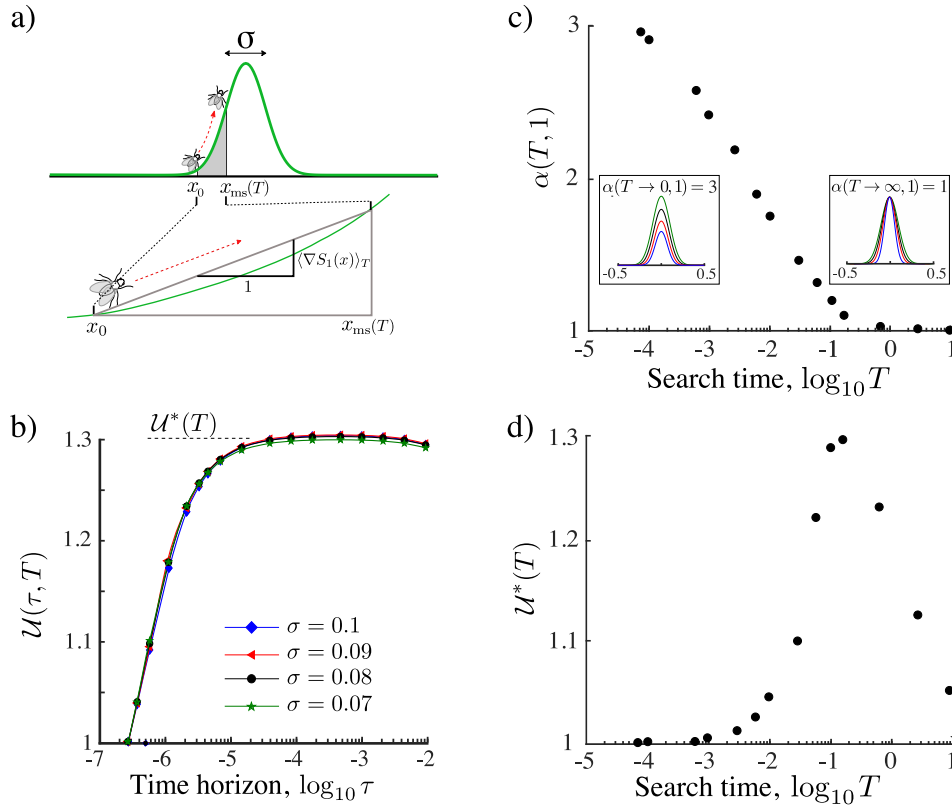 a)
σ
x₀
x_ms(T)
⟨∇S₁(x)⟩_T
1
x₀
x_ms(T)
b)
U*(T)
1.3
1.2
1.1
1
U(τ, T)
σ = 0.1
σ = 0.09
σ = 0.08
σ = 0.07
-7
-6
-5
-4
-3
-2
Time horizon, log₁₀ τ
c)
3
2
1
α(T, 1)
α(T → 0, 1) = 3
-0.5
0.5
α(T → ∞, 1) = 1
-0.5
0.5
-5
-4
-3
-2
-1
0
1
Search time, log₁₀ T
d)
1.3
1.2
1.1
1
U*(T)
-5
-4
-3
-2
-1
0
1
Search time, log₁₀ T